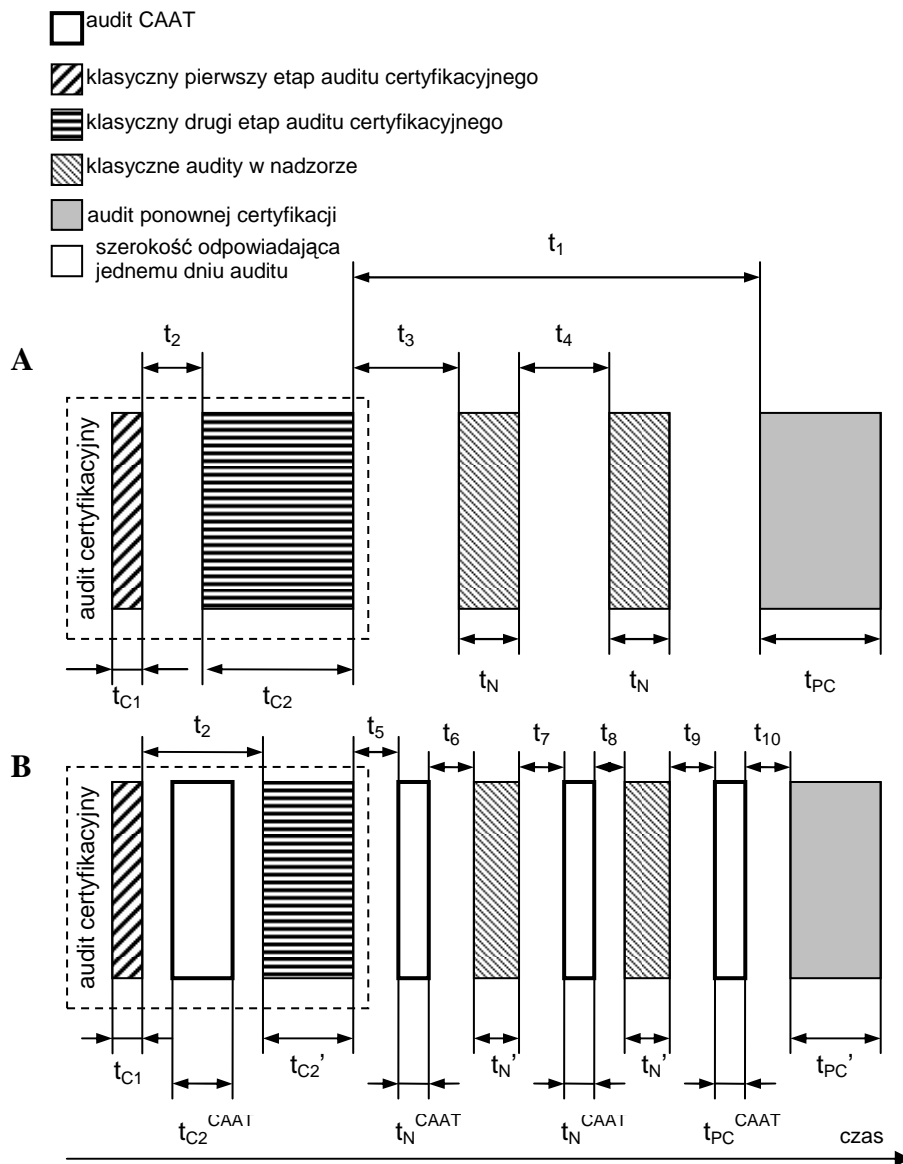 audit CAAT
klasyczny pierwszy etap auditu certyfikacyjnego
klasyczny drugi etap auditu certyfikacyjnego
klasyczne audity w nadzorze
audit ponownej certyfikacji
szerokość odpowiadająca
jednemu dniu auditu
t1
A
t2
t3
t4
audit certyfikacyjny
tC1
tC2
tN
tN
tPC
B
t2
t5
t6
t7
t8
t9
t10
audit certyfikacyjny
tC1
tC2'
tN'
tN'
tPC'
tC2CAAT
tNCAAT
tNCAAT
tPCCAAT
czas